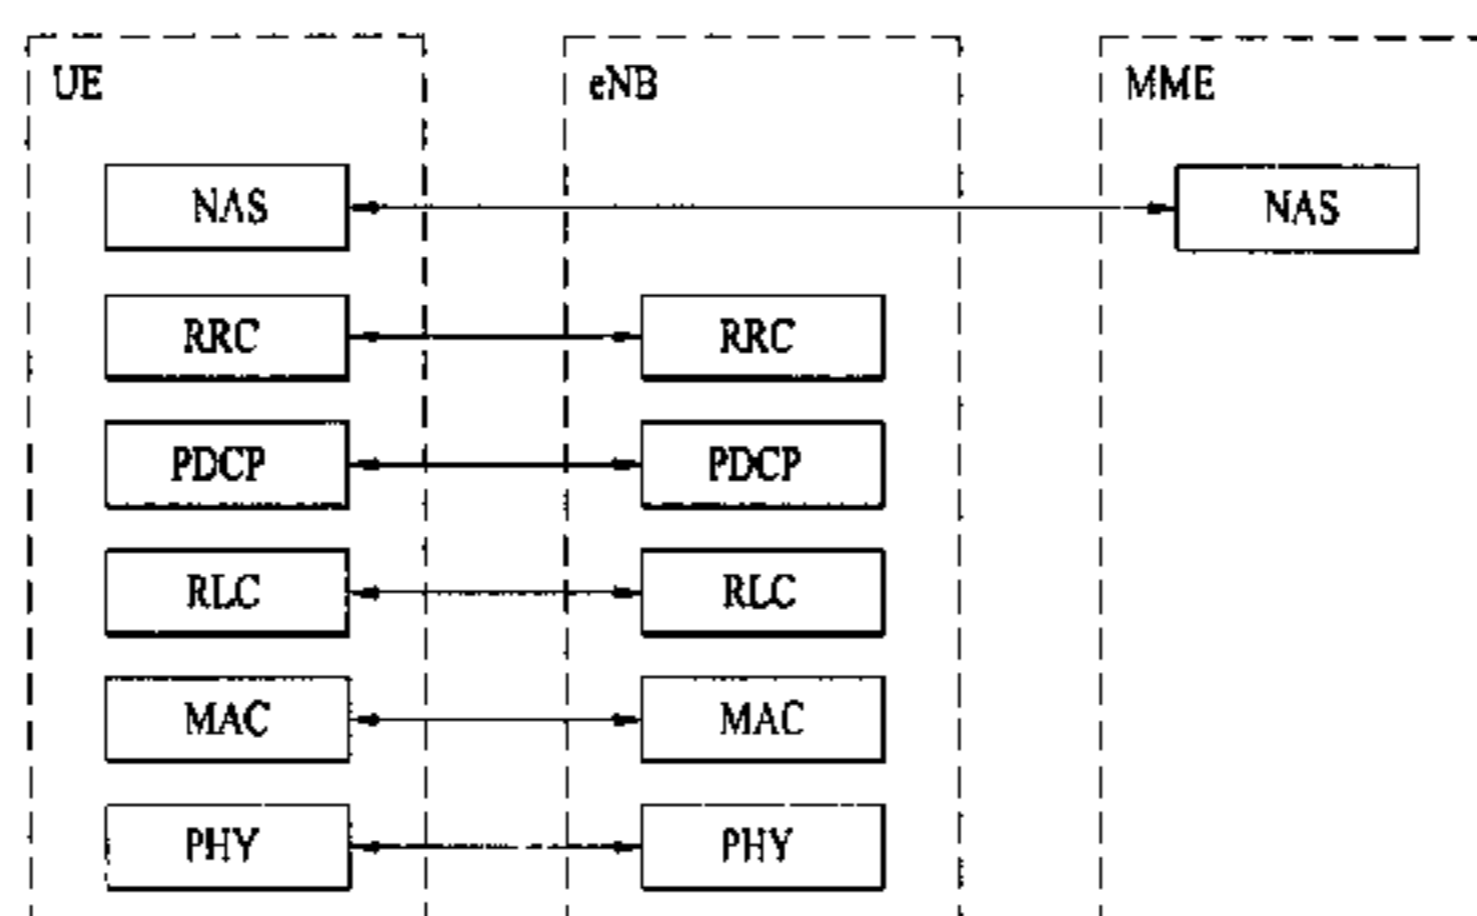 UE eNB MME
NAS NAS
RRC RRC
PDCP PDCP
RLC RLC
MAC MAC
PHY PHY